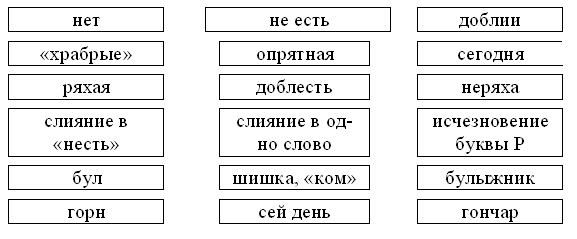 нет
не есть
доблии
«храбрые»
опрятная
сегодня
ряхая
доблесть
неряха
слияние в
«несть»
слияние в од-
но слово
исчезновение
буквы Р
бул
шишка, «ком»
булыжник
горн
сей день
гончар